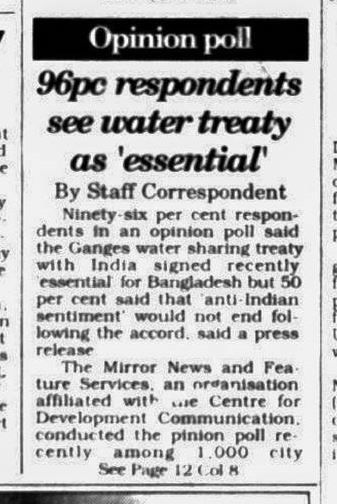 Opinion poll
96pc respondents
see water treaty
as 'essential'
By Staff Correspondent
Ninety-six per cent respon-
dents in an opinion poll said
the Ganges water sharing treaty
with India signed recently
'essential' for Bangladesh but 50
per cent said that 'anti-Indian
sentiment' would not end fol-
lowing the accord, said a press
release
The Mirror News and Fea-
ture Services, an organisation
affiliated with the Centre for
Development Communication,
conducted the pinion poll re-
cently among 1,000 city
See Page 12 Col 8